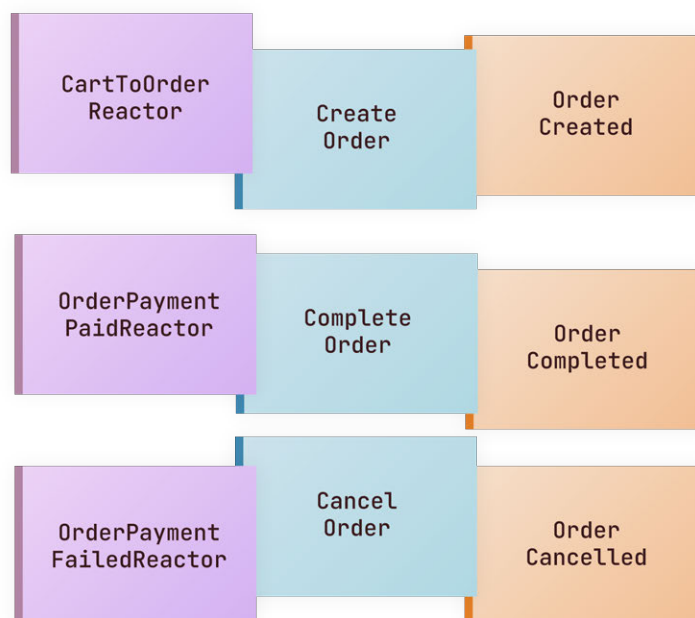 CartToOrder
Reactor
Create
Order
Order
Created
OrderPayment
PaidReactor
Complete
Order
Order
Completed
OrderPayment
FailedReactor
Cancel
Order
Order
Cancelled